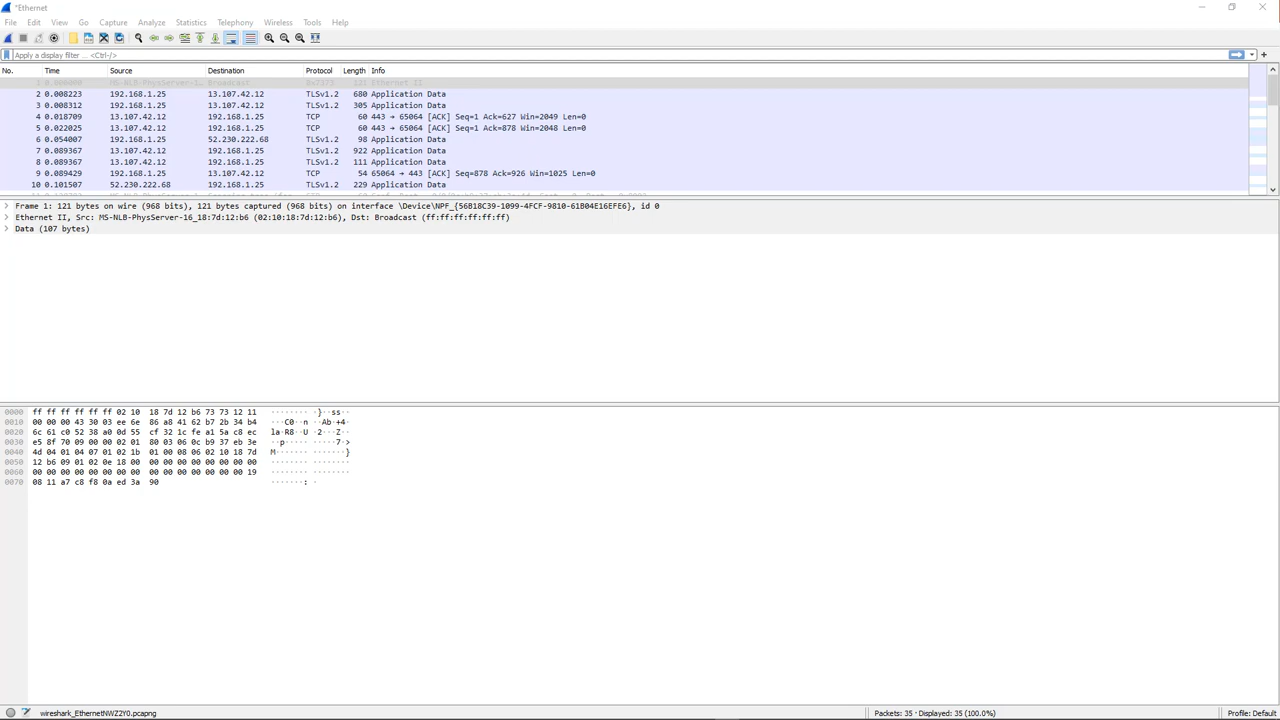 *Ethernet
File Edit View Go Capture Analyze Statistics Telephony Wireless Tools Help
Apply a display filter ... <Ctrl-/>
No. Time Source Destination Protocol Length Info
2 0.008223 192.168.1.25 13.107.42.12 TLSv1.2 680 Application Data
3 0.008312 192.168.1.25 13.107.42.12 TLSv1.2 305 Application Data
4 0.018709 13.107.42.12 192.168.1.25 TCP 60 443 → 65064 [ACK] Seq=1 Ack=627 Win=2049 Len=0
5 0.022025 13.107.42.12 192.168.1.25 TCP 60 443 → 65064 [ACK] Seq=1 Ack=878 Win=2048 Len=0
6 0.054007 192.168.1.25 52.230.222.68 TLSv1.2 98 Application Data
7 0.089367 13.107.42.12 192.168.1.25 TLSv1.2 922 Application Data
8 0.089367 13.107.42.12 192.168.1.25 TLSv1.2 111 Application Data
9 0.089429 192.168.1.25 13.107.42.12 TCP 54 65064 → 443 [ACK] Seq=878 Ack=926 Win=1025 Len=0
10 0.101507 52.230.222.68 192.168.1.25 TLSv1.2 229 Application Data
Frame 1: 121 bytes on wire (968 bits), 121 bytes captured (968 bits) on interface \Device\NPF_{56B18C39-1099-4FCF-9810-61B04E16EFE6}, id 0
Ethernet II, Src: MS-NLB-PhysServer-16_18:7d:12:b6 (02:10:18:7d:12:b6), Dst: Broadcast (ff:ff:ff:ff:ff:ff)
Data (107 bytes)
0000 ff ff ff ff ff ff 02 10 18 7d 12 b6 73 73 12 11 ········ ·}··ss··
0010 00 00 00 43 30 03 ee 6e 86 a8 41 62 b7 2b 34 b4 ···C0··n ··Ab·+4·
0020 6c 61 c0 52 38 a0 0d 55 cf 32 1c fe a1 5a c8 ec la·R8··U ·2···Z··
0030 e5 8f 70 09 00 00 02 01 80 03 06 0c b9 37 eb 3e ··p····· ·····7·>
0040 4d 04 01 04 07 01 02 1b 01 00 08 06 02 10 18 7d M······· ·······}
0050 12 b6 09 01 02 0e 18 00 00 00 00 00 00 00 00 00 ········ ········
0060 00 00 00 00 00 00 00 00 00 00 00 00 00 00 00 19 ········ ········
0070 08 11 a7 c8 f8 0a ed 3a 90 ·······: ·
wireshark_EthernetNWZ2Y0.pcapng Packets: 35 · Displayed: 35 (100.0%) Profile: Default